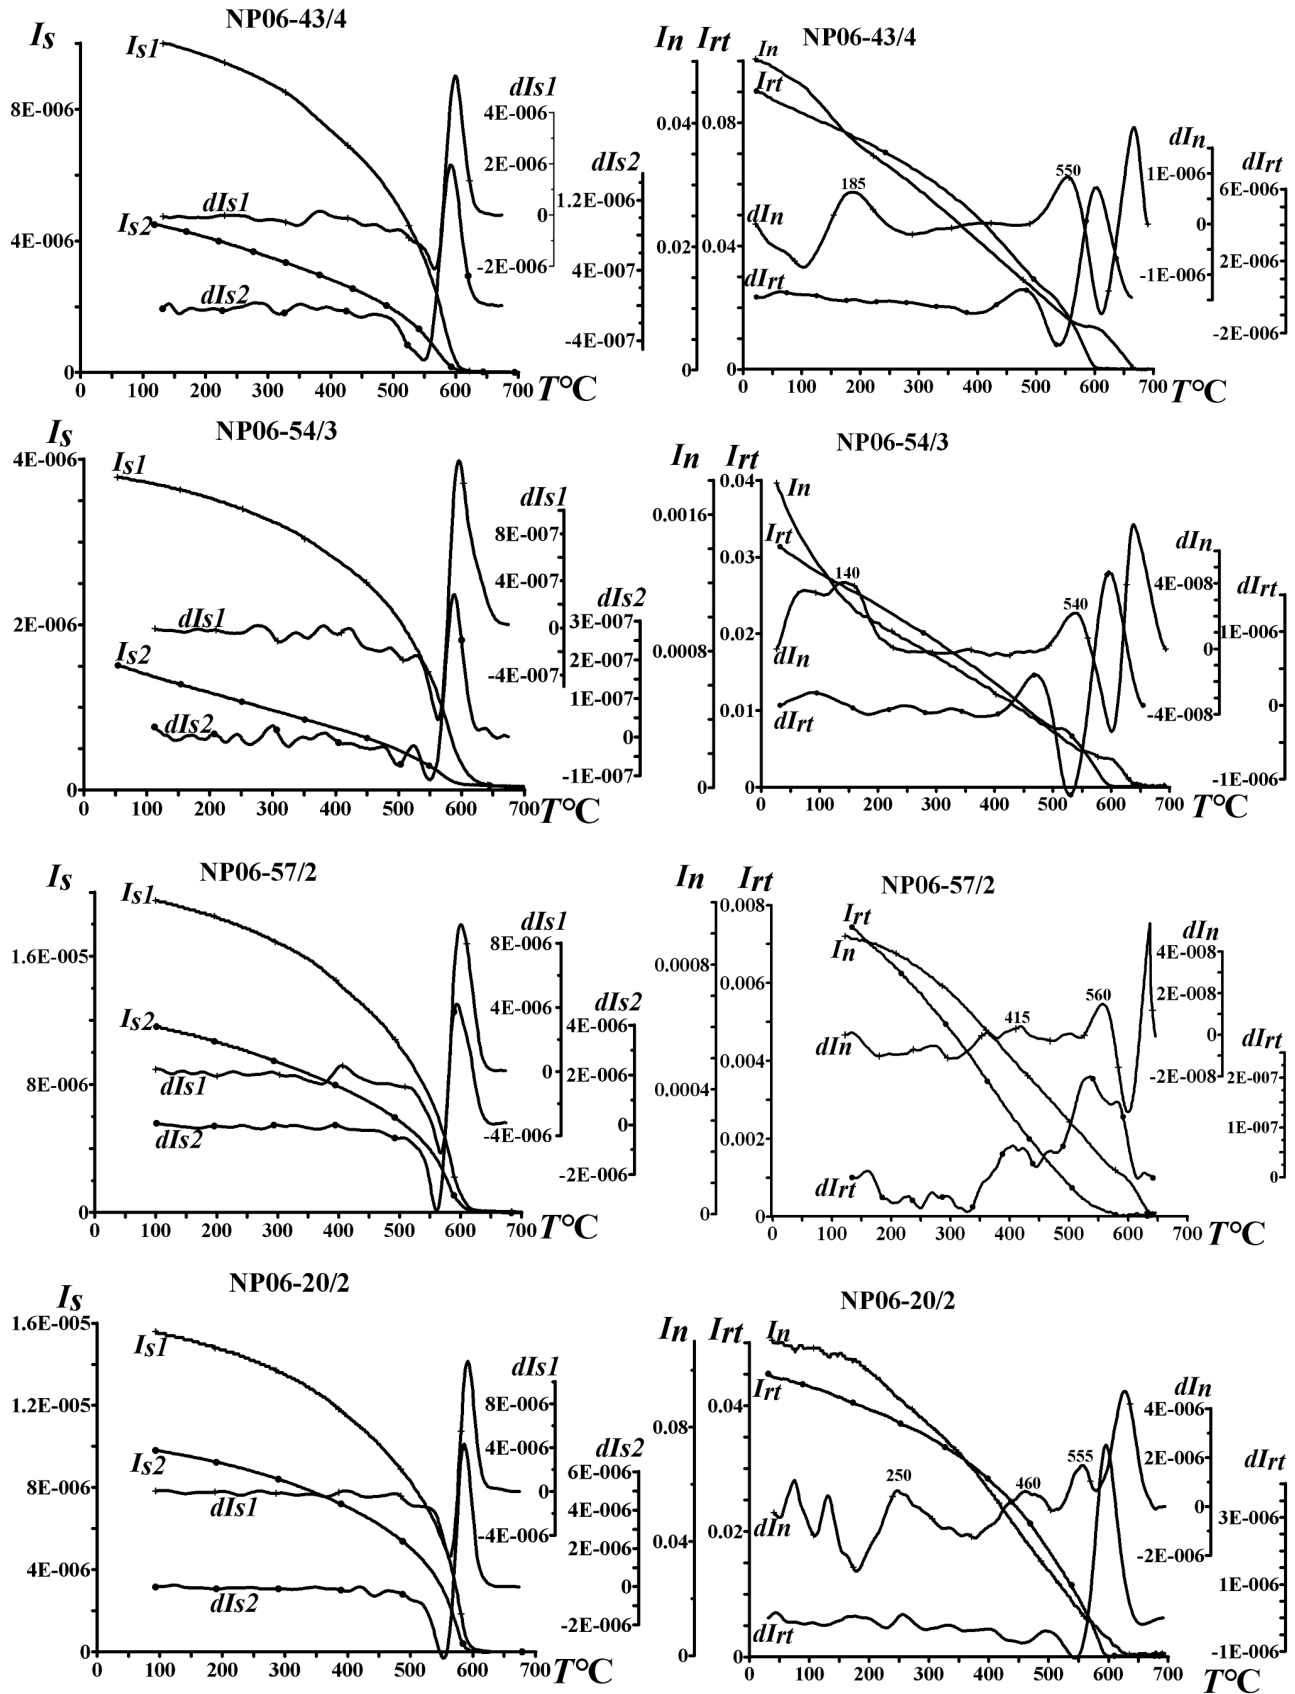 NP06-43/4
Is
Is1
8E-006
4E-006
0
Is2
dIs1
dIs2
dIs1
4E-006
2E-006
0
-2E-006
dIs2
1.2E-006
4E-007
-4E-007
0 100 200 300 400 500 600 700 T°C
NP06-43/4
In Irt
In
Irt
0.04 0.08
0.02 0.04
0 0
185
550
dIn
dIrt
dIn
1E-006
0
-1E-006
dIrt
6E-006
2E-006
-2E-006
0 100 200 300 400 500 600 700 T°C
NP06-54/3
Is
4E-006
2E-006
0
Is1
Is2
dIs1
dIs2
dIs1
8E-007
4E-007
0
-4E-007
dIs2
3E-007
2E-007
1E-007
0
-1E-007
0 100 200 300 400 500 600 700 T°C
NP06-54/3
In Irt
In
Irt
0.0016
0.0008
0
0.04
0.03
0.02
0.01
0
140
540
dIn
dIrt
dIn
4E-008
0
-4E-008
dIrt
1E-006
0
-1E-006
0 100 200 300 400 500 600 700 T°C
NP06-57/2
Is
Is1
1.6E-005
8E-006
0
Is2
dIs1
dIs2
dIs1
8E-006
4E-006
0
-4E-006
dIs2
4E-006
2E-006
0
-2E-006
0 100 200 300 400 500 600 700 T°C
NP06-57/2
In Irt
Irt
In
0.0008
0.0004
0
0.008
0.006
0.004
0.002
0
415
560
dIn
dIrt
dIn
4E-008
2E-008
0
-2E-008
dIrt
2E-007
1E-007
0
0 100 200 300 400 500 600 700 T°C
NP06-20/2
Is
1.6E-005
1.2E-005
8E-006
4E-006
0
Is1
Is2
dIs1
dIs2
dIs1
8E-006
4E-006
0
-4E-006
dIs2
6E-006
2E-006
0
-2E-006
0 100 200 300 400 500 600 700 T°C
NP06-20/2
In Irt
In
Irt
0.08
0.04
0
0.04
0.02
0
250
460
555
dIn
dIrt
dIn
4E-006
2E-006
0
-2E-006
dIrt
3E-006
1E-006
-1E-006
0 100 200 300 400 500 600 700 T°C